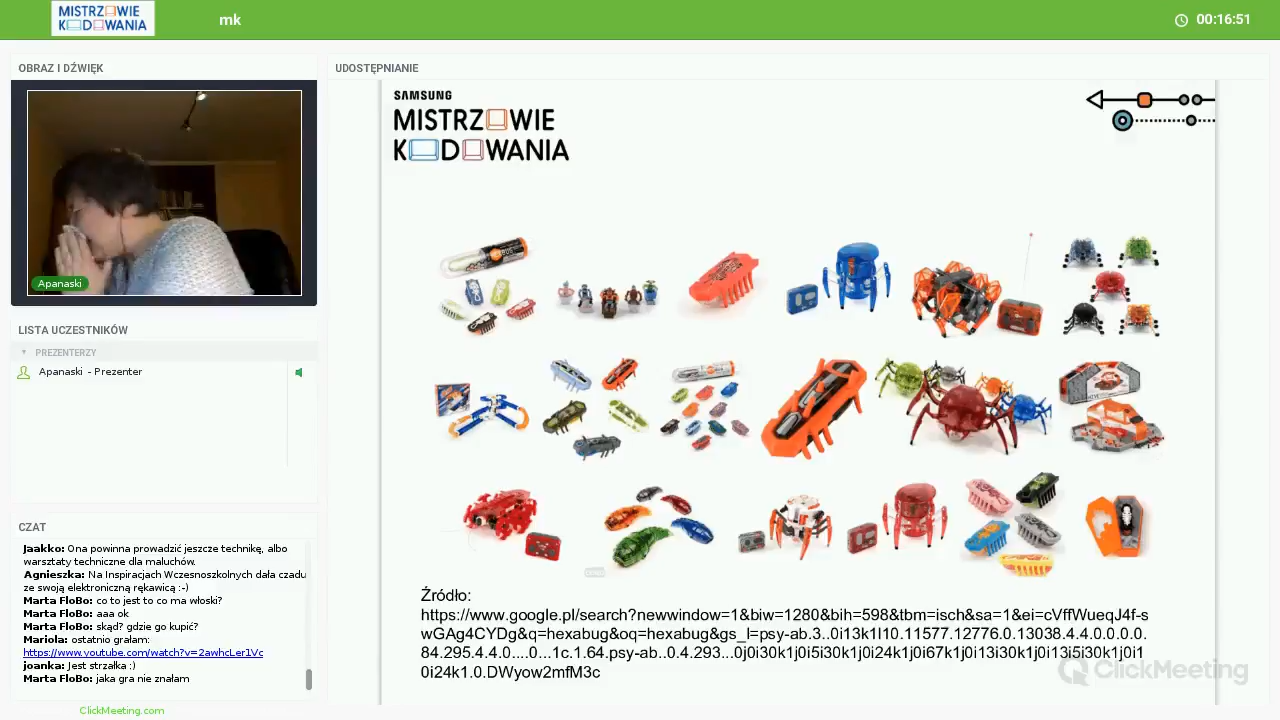 MISTRZOWIE
KODOWANIA
mk
00:16:51
OBRAZ I DŹWIĘK
Apanaski
LISTA UCZESTNIKÓW
PREZENTERZY
Apanaski - Prezenter
CZAT
Jaakko: Ona powinna prowadzić jeszcze technikę, albo
warsztaty techniczne dla maluchów.
Agnieszka: Na Inspiracjach Wczesnoszkolnych dała czadu
ze swoją elektroniczną rękawicą :-)
Marta FloBo: co to jest to co ma włoski?
Marta FloBo: aaa ok
Marta FloBo: skąd? gdzie go kupić?
Mariola: ostatnio grałam:
https://www.youtube.com/watch?v=2awhcLer1Vc
joanka: Jest strzałka :)
Marta FloBo: jaka gra nie znałam
ClickMeeting.com
UDOSTĘPNIANIE
SAMSUNG
MISTRZOWIE
KODOWANIA
Źródło:
https://www.google.pl/search?newwindow=1&biw=1280&bih=598&tbm=isch&sa=1&ei=cVffWueqJ4f-s
wGAg4CYDg&q=hexabug&oq=hexabug&gs_l=psy-ab.3..0i13k1l10.11577.12776.0.13038.4.4.0.0.0.0.
84.295.4.4.0....0...1c.1.64.psy-ab..0.4.293...0j0i30k1j0i5i30k1j0i24k1j0i67k1j0i13i30k1j0i13i5i30k1j0i1
0i24k1.0.DWyow2mfM3c
ClickMeeting